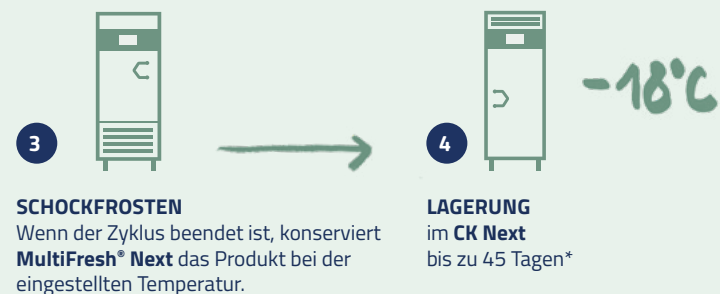 3
SCHOCKFROSTEN
Wenn der Zyklus beendet ist, konserviert
MultiFresh® Next das Produkt bei der
eingestellten Temperatur.
4
-18°C
LAGERUNG
im CK Next
bis zu 45 Tagen*